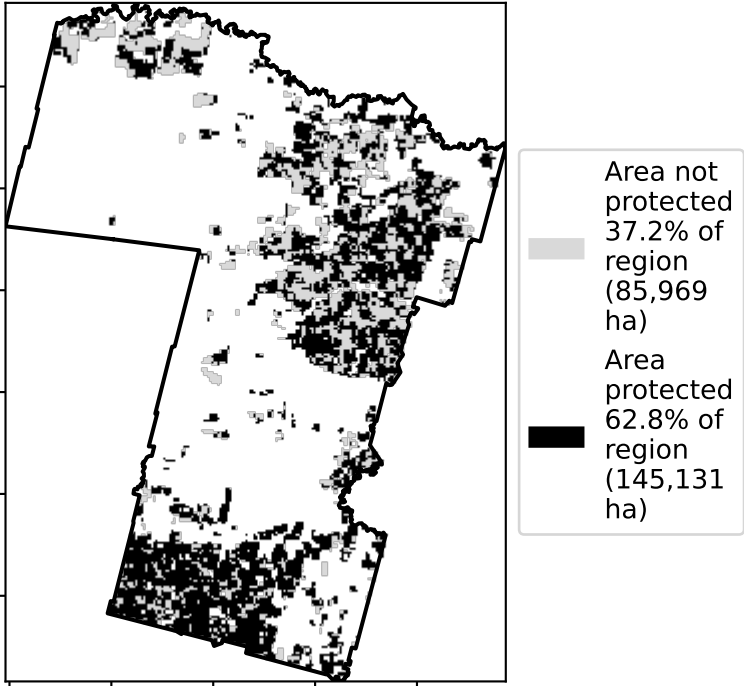 Area not
protected
37.2% of
region
(85,969
ha)
Area
protected
62.8% of
region
(145,131
ha)